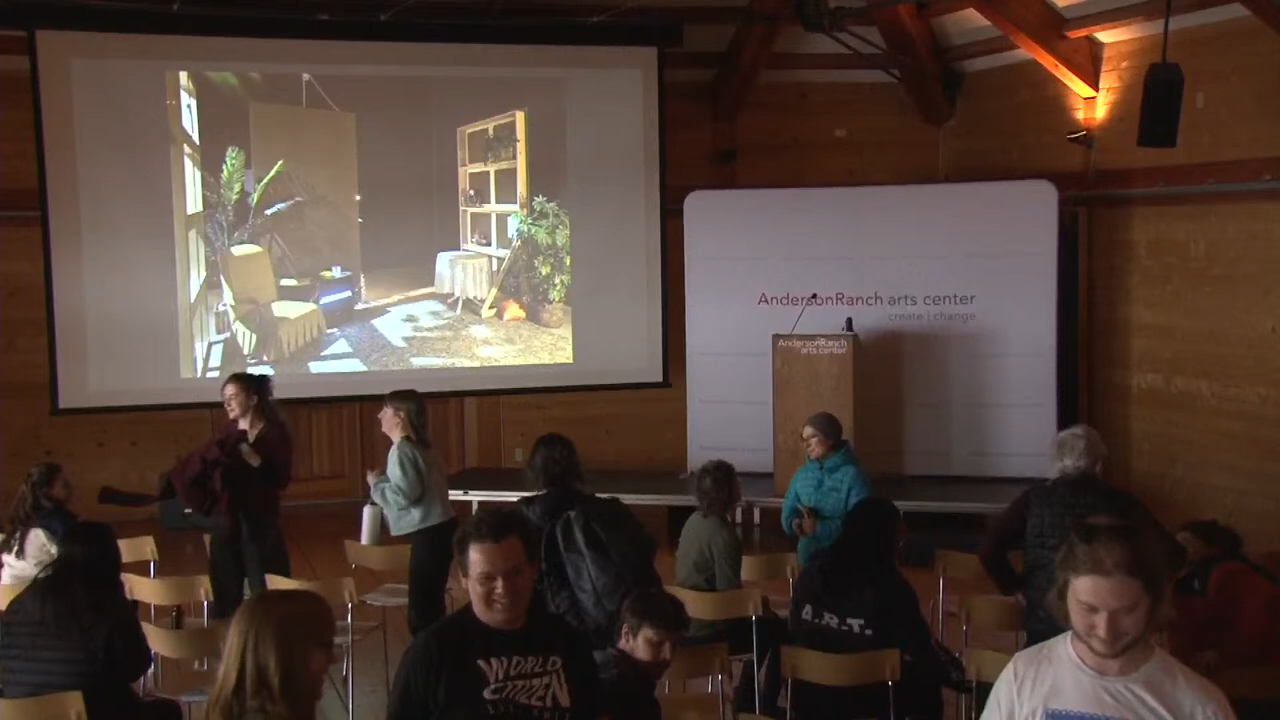 AndersonRanch arts center
create | change
AndersonRanch
arts center
A.R.T.
WORLD
CITIZEN